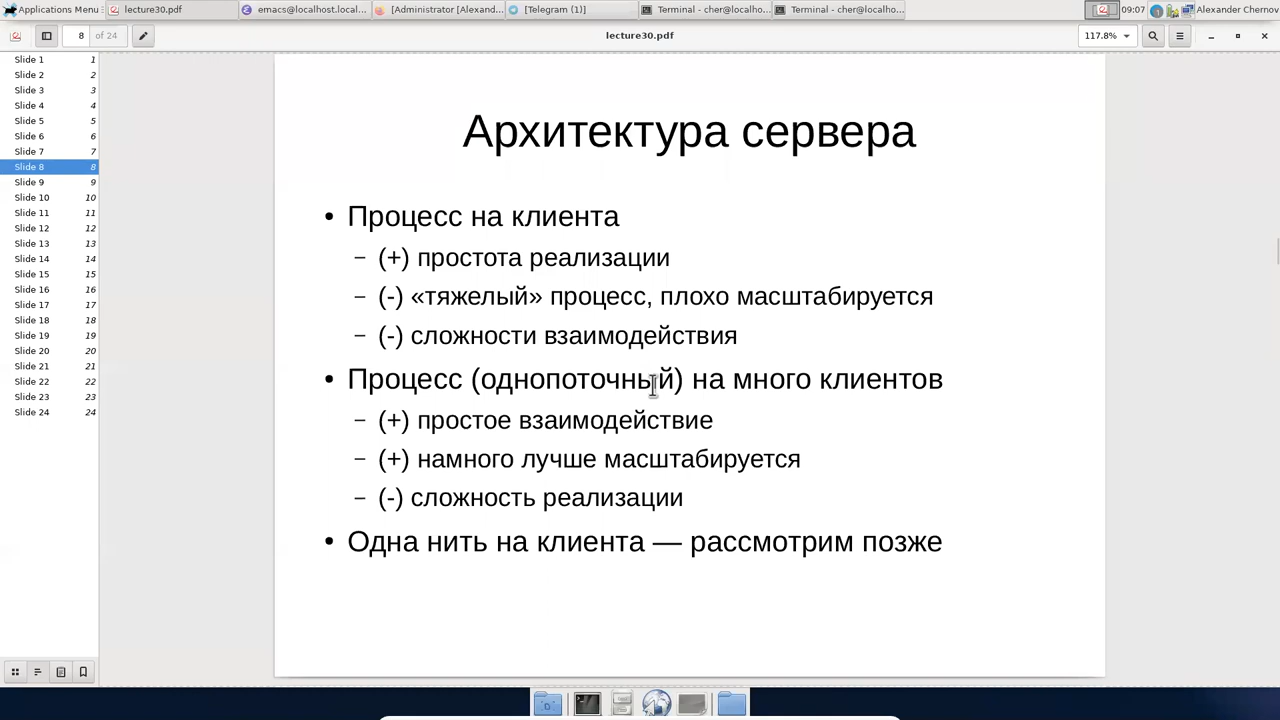 Applications Menu
lecture30.pdf
emacs@localhost.local...
[Administrator [Alexand...
[Telegram (1)]
Terminal - cher@localho...
Terminal - cher@localho...
09:07
Alexander Chernov
8 of 24
lecture30.pdf
117.8%
Slide 1 1
Slide 2 2
Slide 3 3
Slide 4 4
Slide 5 5
Slide 6 6
Slide 7 7
Slide 8 8
Slide 9 9
Slide 10 10
Slide 11 11
Slide 12 12
Slide 13 13
Slide 14 14
Slide 15 15
Slide 16 16
Slide 17 17
Slide 18 18
Slide 19 19
Slide 20 20
Slide 21 21
Slide 22 22
Slide 23 23
Slide 24 24
Архитектура сервера
• Процесс на клиента
– (+) простота реализации
– (-) «тяжелый» процесс, плохо масштабируется
– (-) сложности взаимодействия
• Процесс (однопоточный) на много клиентов
– (+) простое взаимодействие
– (+) намного лучше масштабируется
– (-) сложность реализации
• Одна нить на клиента — рассмотрим позже